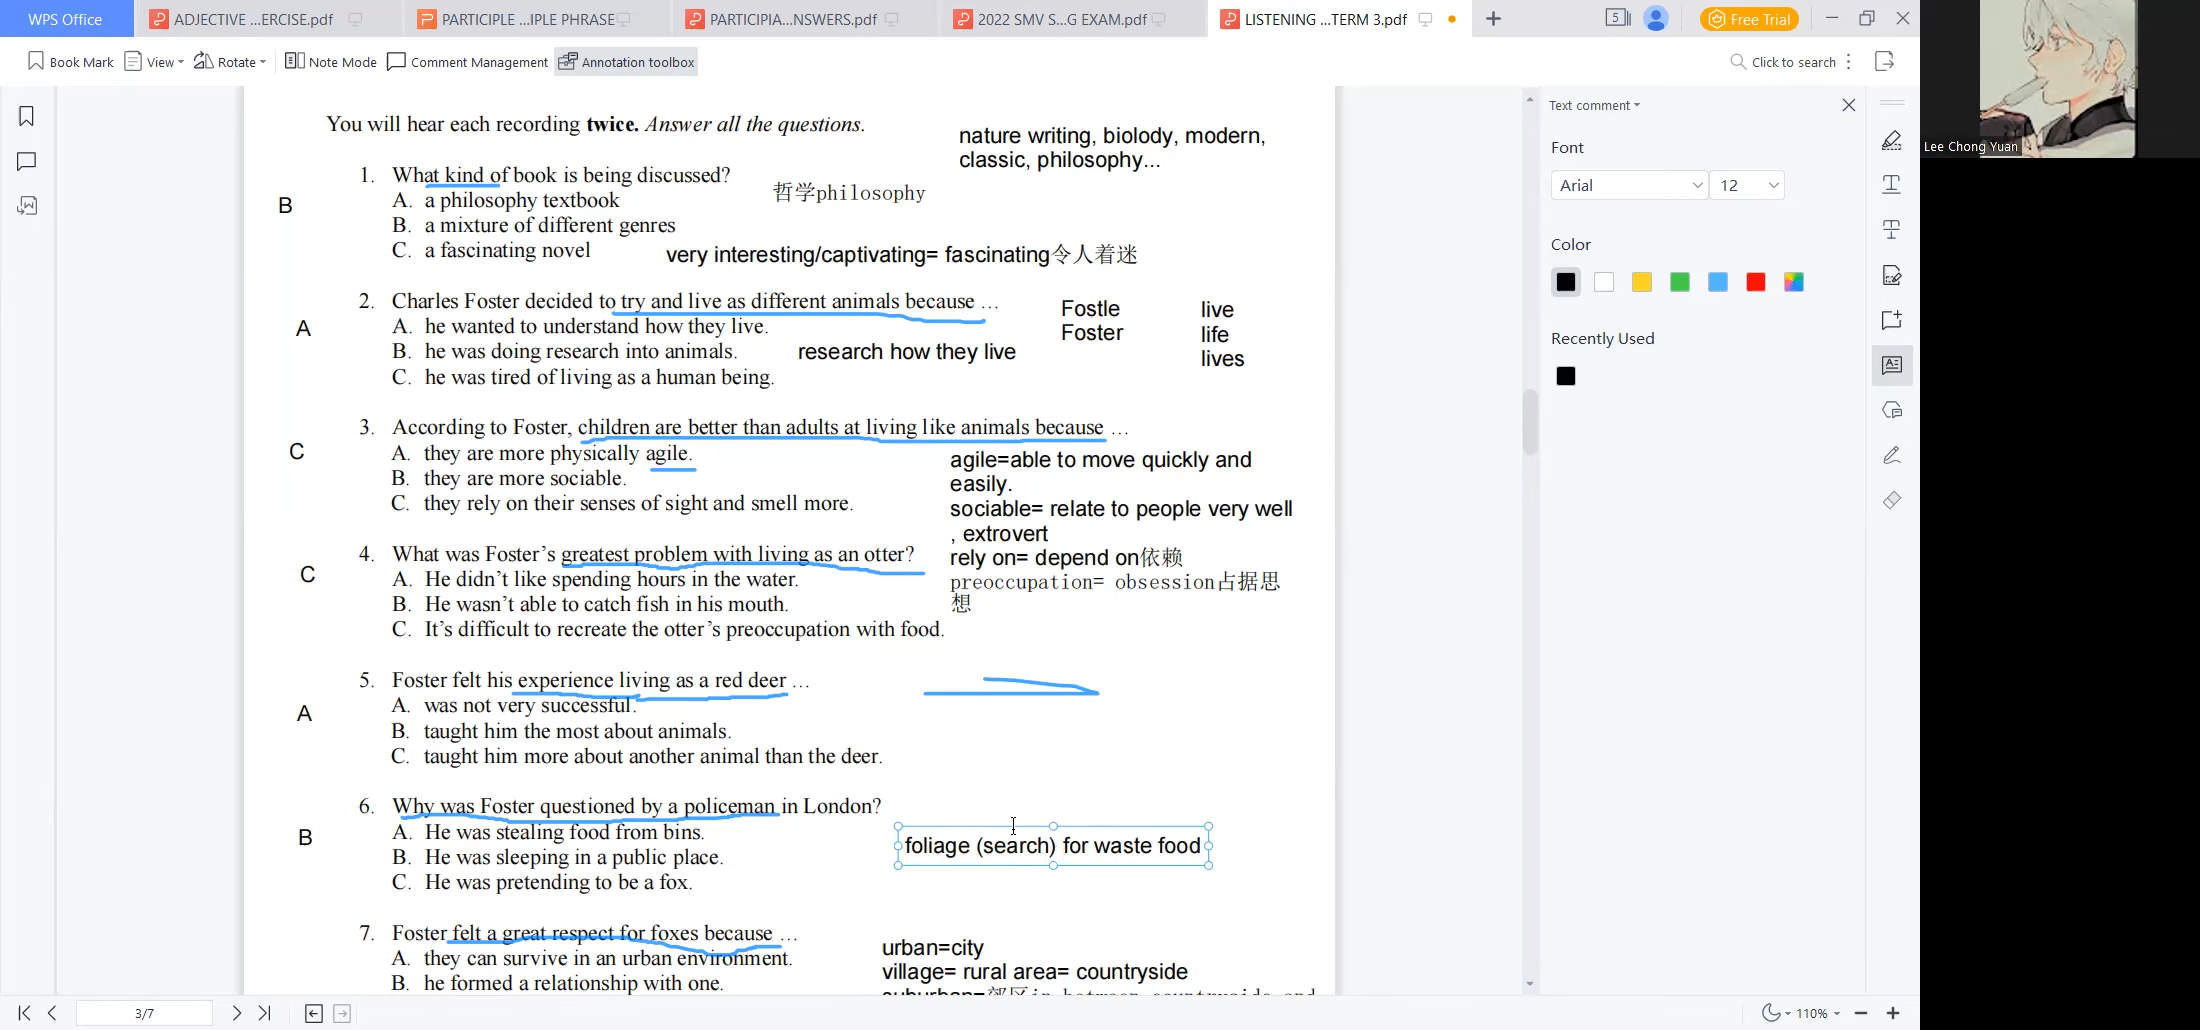 WPS Office
ADJECTIVE ...ERCISE.pdf
PARTICIPLE ...IPLE PHRASE
PARTICIPIA...NSWERS.pdf
2022 SMV S...G EXAM.pdf
LISTENING ...TERM 3.pdf
5
Free Trial
Book Mark
View
Rotate
Note Mode
Comment Management
Annotation toolbox
Click to search
You will hear each recording twice. Answer all the questions.
nature writing, biolody, modern,
classic, philosophy...
1. What kind of book is being discussed?
B
A. a philosophy textbook
哲学philosophy
B. a mixture of different genres
C. a fascinating novel
very interesting/captivating= fascinating令人着迷
2. Charles Foster decided to try and live as different animals because …
A
A. he wanted to understand how they live.
B. he was doing research into animals.
C. he was tired of living as a human being.
research how they live
Fostle
Foster
live
life
lives
3. According to Foster, children are better than adults at living like animals because …
C
A. they are more physically agile.
B. they are more sociable.
C. they rely on their senses of sight and smell more.
agile=able to move quickly and
easily.
sociable= relate to people very well
, extrovert
rely on= depend on依赖
preoccupation= obsession占据思
想
4. What was Foster’s greatest problem with living as an otter?
C
A. He didn’t like spending hours in the water.
B. He wasn’t able to catch fish in his mouth.
C. It’s difficult to recreate the otter’s preoccupation with food.
5. Foster felt his experience living as a red deer …
A
A. was not very successful.
B. taught him the most about animals.
C. taught him more about another animal than the deer.
6. Why was Foster questioned by a policeman in London?
B
A. He was stealing food from bins.
B. He was sleeping in a public place.
C. He was pretending to be a fox.
foliage (search) for waste food
7. Foster felt a great respect for foxes because …
A. they can survive in an urban environment.
B. he formed a relationship with one.
urban=city
village= rural area= countryside
suburban=郊区in between countryside and
Text comment
Font
Arial
12
Color
Recently Used
Lee Chong Yuan
3/7
110%